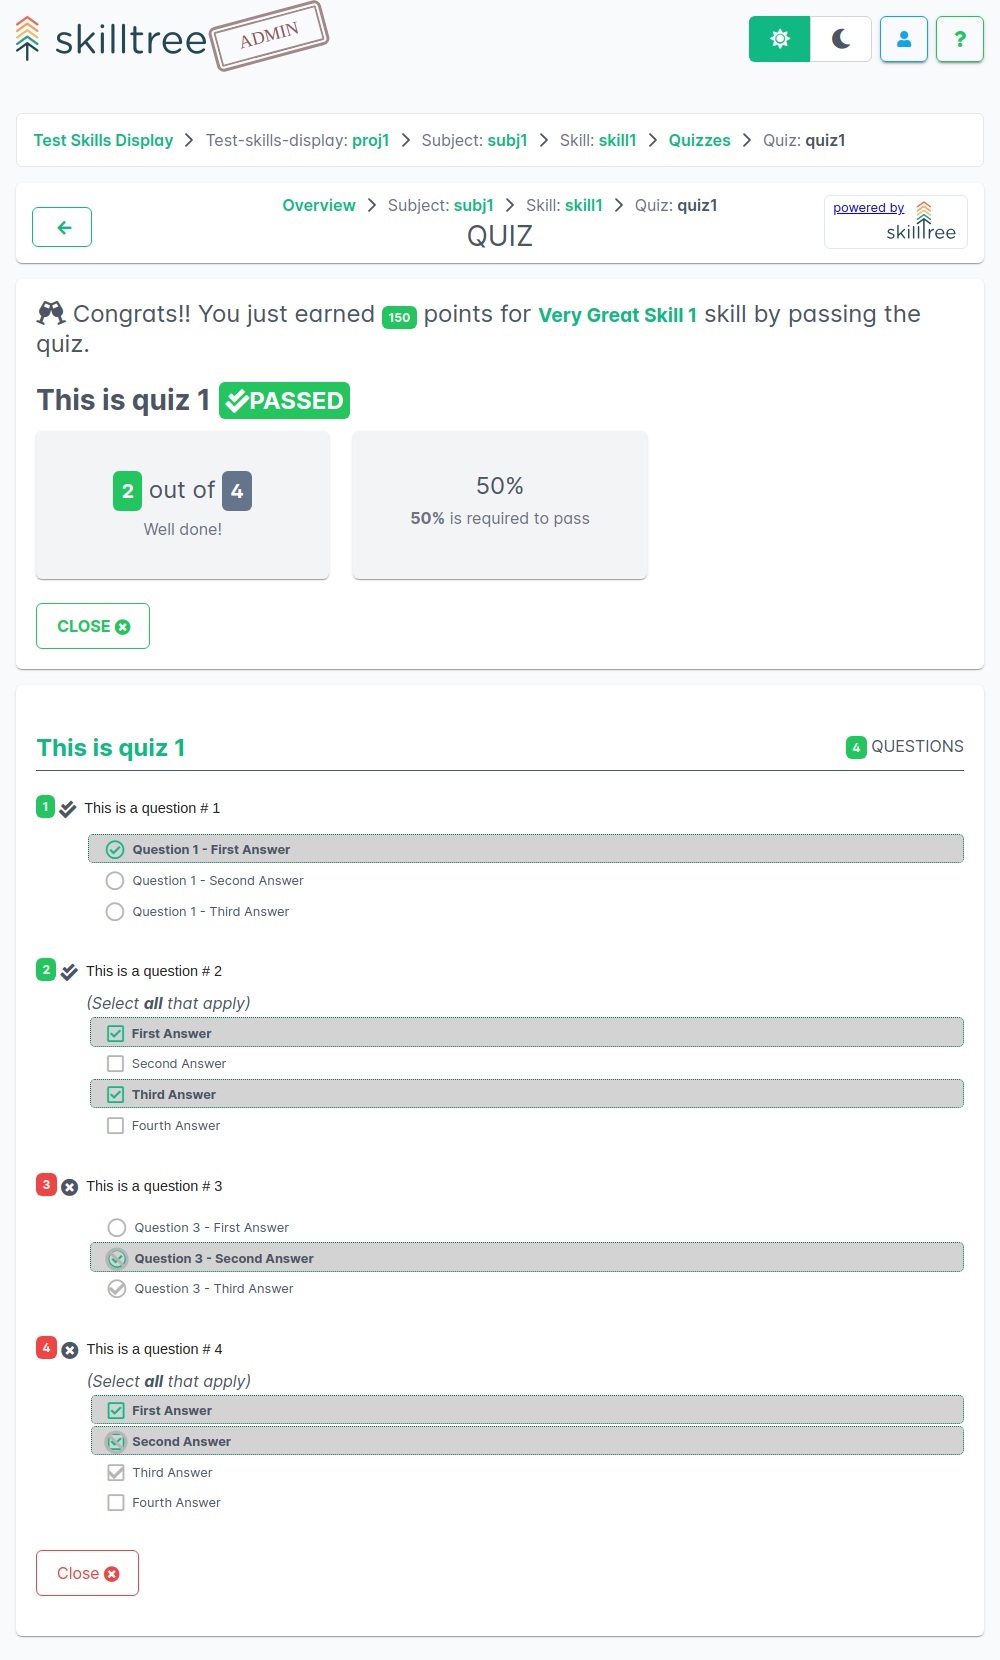 skilltree ADMIN
?
Test Skills Display > Test-skills-display: proj1 > Subject: subj1 > Skill: skill1 > Quizzes > Quiz: quiz1
Overview > Subject: subj1 > Skill: skill1 > Quiz: quiz1
QUIZ
powered by
skilltree
Congrats!! You just earned 150 points for Very Great Skill 1 skill by passing the
quiz.
This is quiz 1 PASSED
2 out of 4
Well done!
50%
50% is required to pass
CLOSE
This is quiz 1
4 QUESTIONS
1 This is a question # 1
Question 1 - First Answer
Question 1 - Second Answer
Question 1 - Third Answer
2 This is a question # 2
(Select all that apply)
First Answer
Second Answer
Third Answer
Fourth Answer
3 This is a question # 3
Question 3 - First Answer
Question 3 - Second Answer
Question 3 - Third Answer
4 This is a question # 4
(Select all that apply)
First Answer
Second Answer
Third Answer
Fourth Answer
Close